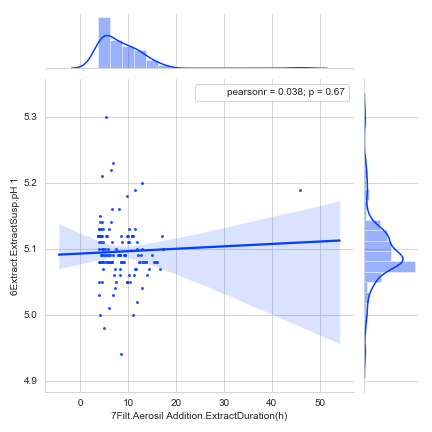 pearsonr = 0.038; p = 0.67
5.3
5.2
5.1
5.0
4.9
6Extract.ExtractSusp.pH 1
0 10 20 30 40 50
7Filt.Aerosil Addition.ExtractDuration(h)